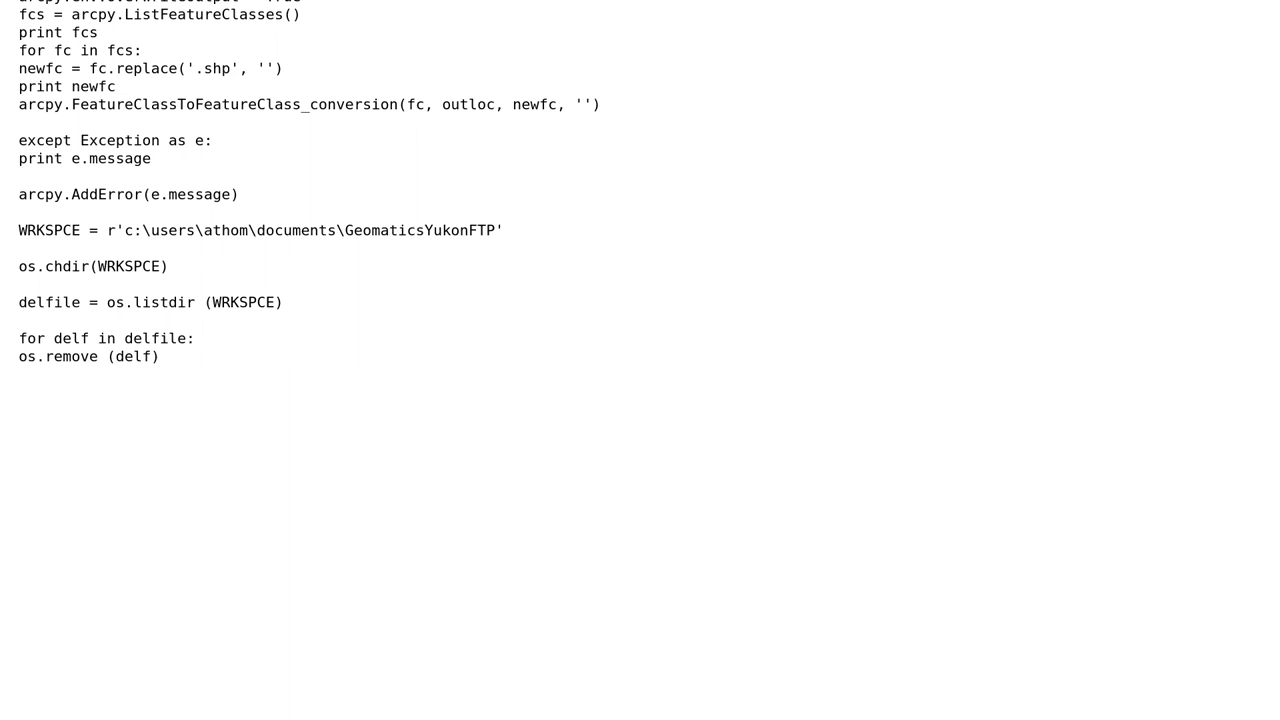 fcs = arcpy.ListFeatureClasses()
print fcs
for fc in fcs:
newfc = fc.replace('.shp', '')
print newfc
arcpy.FeatureClassToFeatureClass_conversion(fc, outloc, newfc, '')
except Exception as e:
print e.message
arcpy.AddError(e.message)
WRKSPCE = r'c:\users\athom\documents\GeomaticsYukonFTP'
os.chdir(WRKSPCE)
delfile = os.listdir (WRKSPCE)
for delf in delfile:
os.remove (delf)